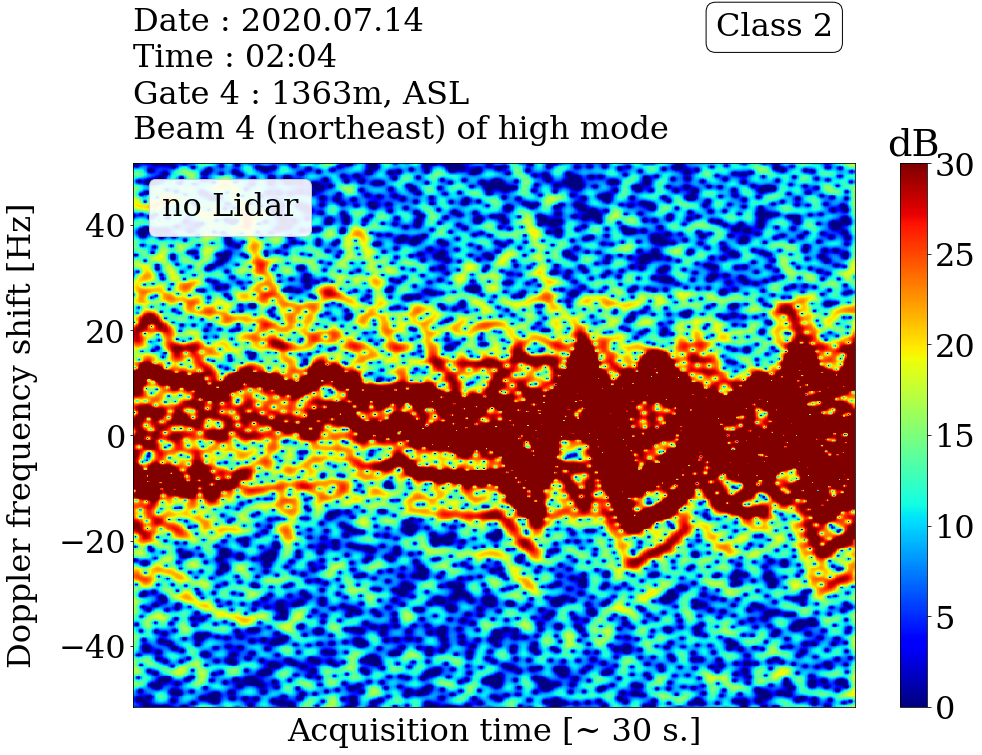 Date : 2020.07.14
Time : 02:04
Gate 4 : 1363m, ASL
Beam 4 (northeast) of high mode
Class 2
dB
no Lidar
Doppler frequency shift [Hz]
40
20
0
−20
−40
30
25
20
15
10
5
0
Acquisition time [~ 30 s.]